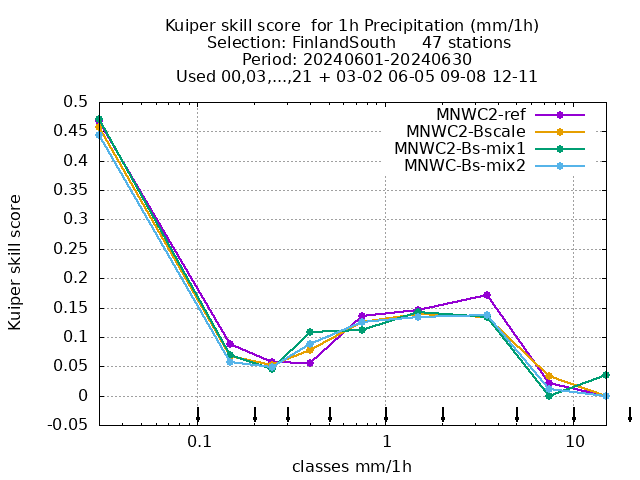 Kuiper skill score  for 1h Precipitation (mm/1h)
Selection: FinlandSouth     47 stations
Period: 20240601-20240630
Used 00,03,...,21 + 03-02 06-05 09-08 12-11
MNWC2-ref
MNWC2-Bscale
MNWC2-Bs-mix1
MNWC-Bs-mix2
0.5
0.45
0.4
0.35
0.3
0.25
0.2
0.15
0.1
0.05
0
-0.05
Kuiper skill score
0.1 1 10
classes mm/1h